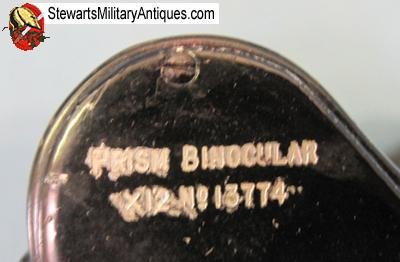 StewartsMilitaryAntiques.com
PRISM BINOCULAR
X12 Nº 13774